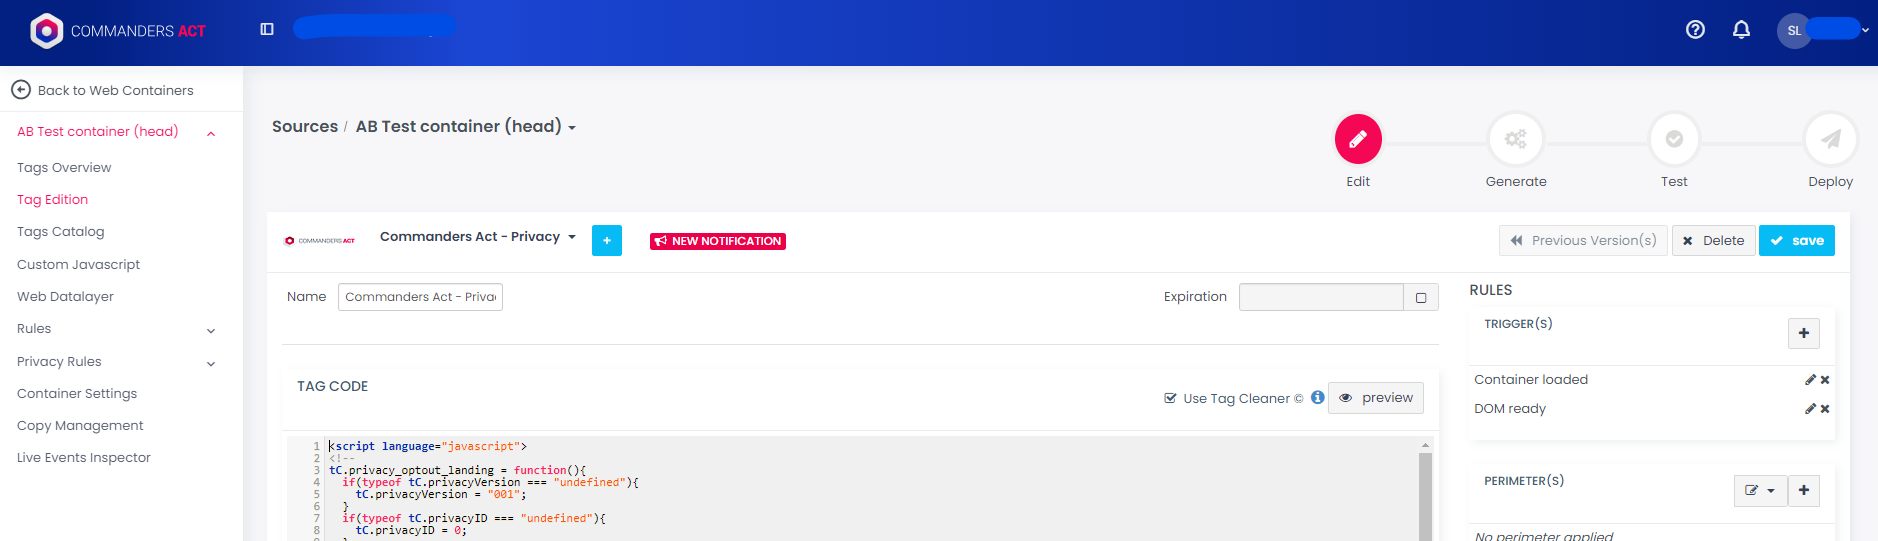 COMMANDERS ACT
SL
Back to Web Containers
AB Test container (head)
Tags Overview
Tag Edition
Tags Catalog
Custom Javascript
Web Datalayer
Rules
Privacy Rules
Container Settings
Copy Management
Live Events Inspector
Sources / AB Test container (head)
Edit
Generate
Test
Deploy
COMMANDERS ACT
Commanders Act - Privacy
+
NEW NOTIFICATION
Previous Version(s)
Delete
save
Name
Commanders Act - Priva
Expiration
TAG CODE
Use Tag Cleaner ©
preview
1 <script language="javascript">
2 <!--
3 tC.privacy_optout_landing = function(){
4 if(typeof tC.privacyVersion === "undefined"){
5 tC.privacyVersion = "001";
6 }
7 if(typeof tC.privacyID === "undefined"){
8 tC.privacyID = 0;
RULES
TRIGGER(S)
Container loaded
DOM ready
PERIMETER(S)
No perimeter applied